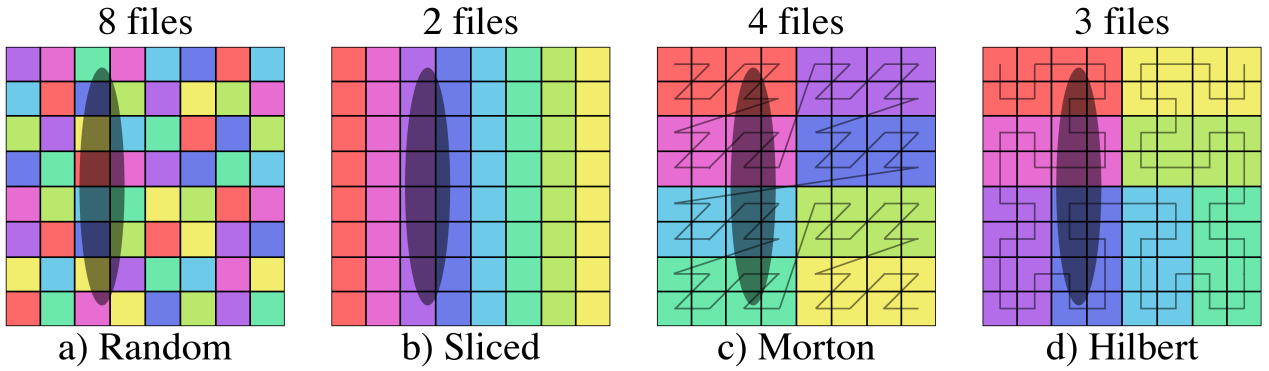 8 files
2 files
4 files
3 files
a) Random
b) Sliced
c) Morton
d) Hilbert